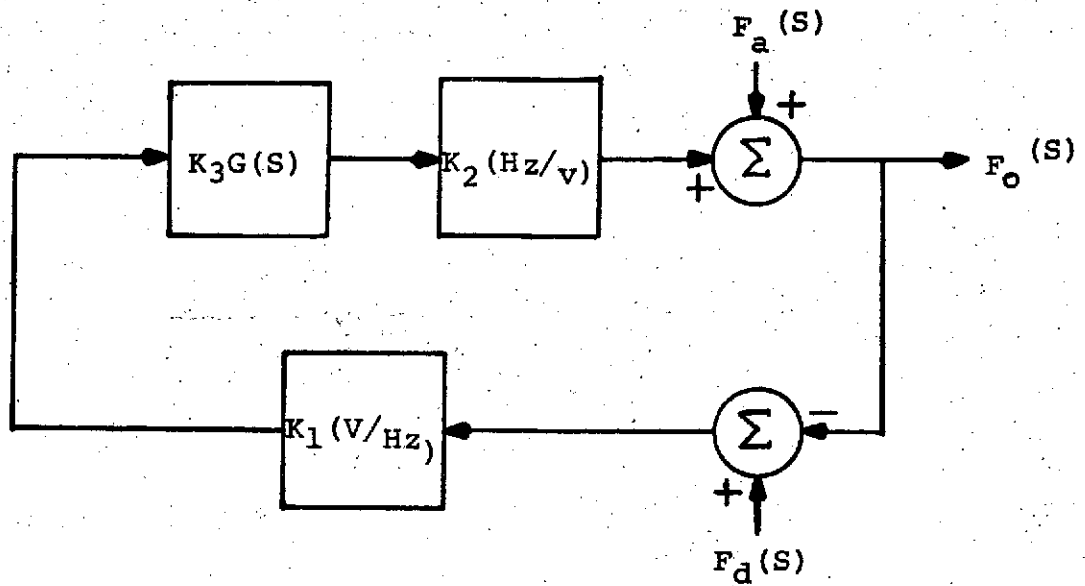 F_a(S)
+
K_3G(S)
K_2(Hz/v)
Σ
F_o(S)
+
K_1(V/Hz)
Σ
−
+
F_d(S)